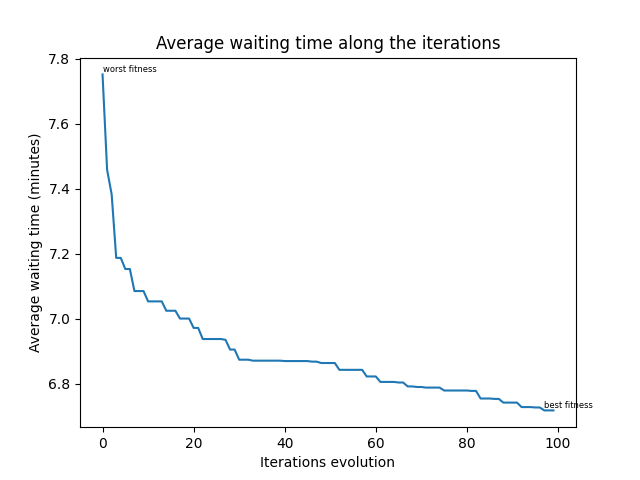 Average waiting time along the iterations
7.8
worst fitness
7.6
7.4
7.2
7.0
6.8
best fitness
Average waiting time (minutes)
0 20 40 60 80 100
Iterations evolution